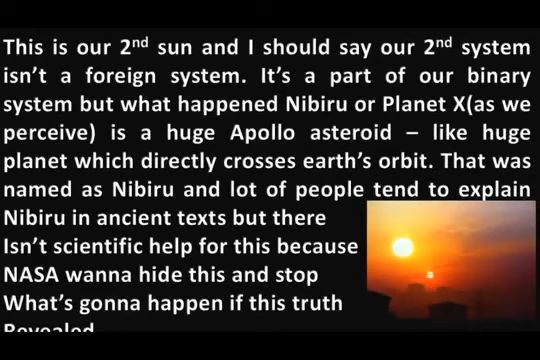 This is our 2nd sun and I should say our 2nd system
isn't a foreign system. It's a part of our binary
system but what happened Nibiru or Planet X(as we
perceive) is a huge Apollo asteroid – like huge
planet which directly crosses earth's orbit. That was
named as Nibiru and lot of people tend to explain
Nibiru in ancient texts but there
Isn't scientific help for this because
NASA wanna hide this and stop
What's gonna happen if this truth
Revealed